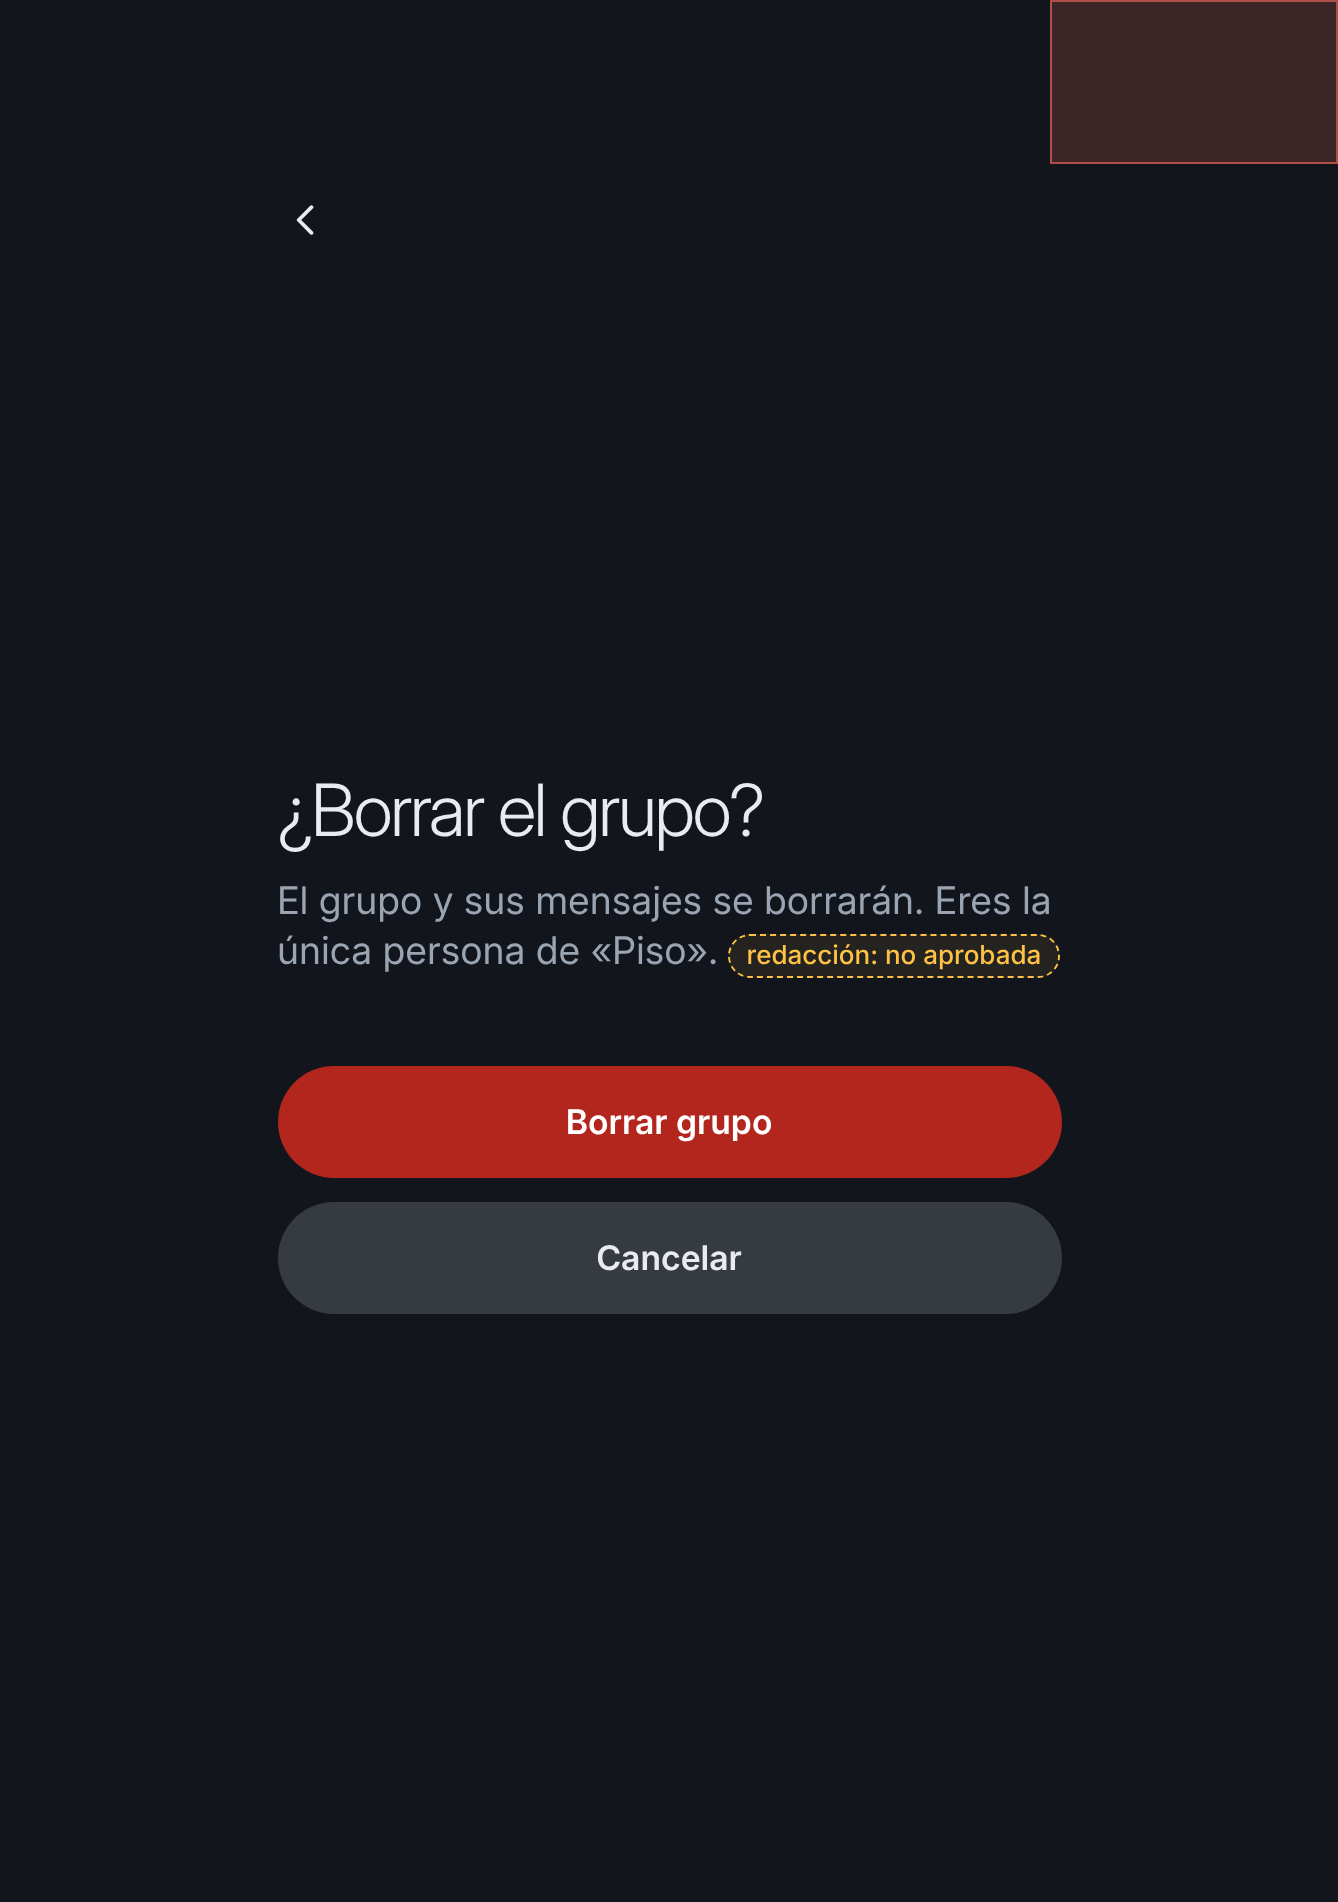 ¿Borrar el grupo?
El grupo y sus mensajes se borrarán. Eres la
única persona de «Piso». redacción: no aprobada
Borrar grupo
Cancelar